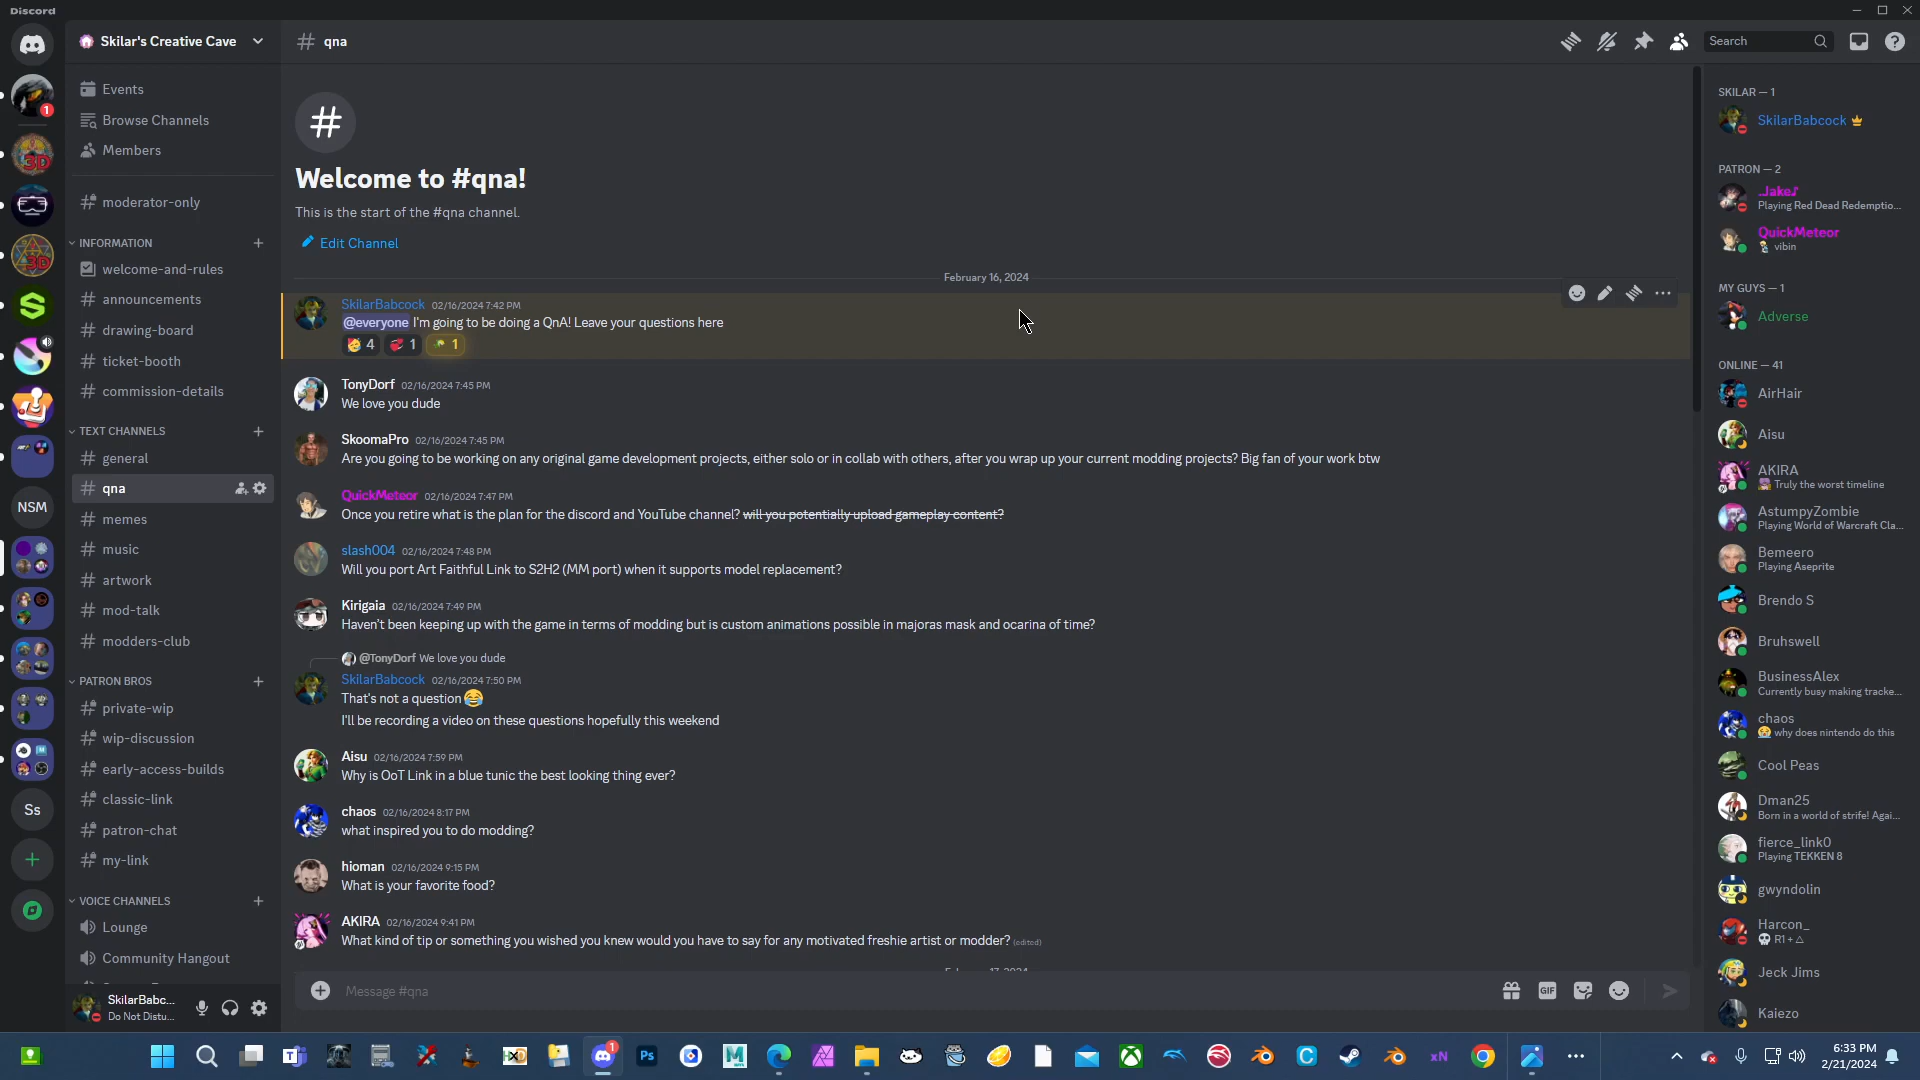 Discord
Skilar's Creative Cave
Events
Browse Channels
Members
moderator-only
INFORMATION
welcome-and-rules
announcements
drawing-board
ticket-booth
commission-details
TEXT CHANNELS
general
qna
memes
music
artwork
mod-talk
modders-club
PATRON BROS
private-wip
wip-discussion
early-access-builds
classic-link
patron-chat
my-link
VOICE CHANNELS
Lounge
Community Hangout
SkilarBabc...
Do Not Distu...
1
3D
3D
NSM
Ss
# qna
Search
#
Welcome to #qna!
This is the start of the #qna channel.
Edit Channel
February 16, 2024
SkilarBabcock 02/16/2024 7:42 PM
@everyone I'm going to be doing a QnA! Leave your questions here
4 1 1
TonyDorf 02/16/2024 7:45 PM
We love you dude
SkoomaPro 02/16/2024 7:45 PM
Are you going to be working on any original game development projects, either solo or in collab with others, after you wrap up your current modding projects? Big fan of your work btw
QuickMeteor 02/16/2024 7:47 PM
Once you retire what is the plan for the discord and YouTube channel? will you potentially upload gameplay content?
slash004 02/16/2024 7:48 PM
Will you port Art Faithful Link to S2H2 (MM port) when it supports model replacement?
Kirigaia 02/16/2024 7:49 PM
Haven't been keeping up with the game in terms of modding but is custom animations possible in majoras mask and ocarina of time?
@TonyDorf We love you dude
SkilarBabcock 02/16/2024 7:50 PM
That's not a question 😂
I'll be recording a video on these questions hopefully this weekend
Aisu 02/16/2024 7:59 PM
Why is OoT Link in a blue tunic the best looking thing ever?
chaos 02/16/2024 8:17 PM
what inspired you to do modding?
hioman 02/16/2024 9:15 PM
What is your favorite food?
AKIRA 02/16/2024 9:41 PM
What kind of tip or something you wished you knew would you have to say for any motivated freshie artist or modder? (edited)
February 17, 2024
Message #qna
GIF
SKILAR — 1
SkilarBabcock
PATRON — 2
.Jake♪
Playing Red Dead Redemptio...
QuickMeteor
vibin
MY GUYS — 1
Adverse
ONLINE — 41
AirHair
Aisu
AKIRA
Truly the worst timeline
AstumpyZombie
Playing World of Warcraft Cla...
Bemeero
Playing Aseprite
Brendo S
Bruhswell
BusinessAlex
Currently busy making tracke...
chaos
😭 why does nintendo do this
Cool Peas
Dman25
Born in a world of strife! Agai...
fierce_link0
Playing TEKKEN 8
gwyndolin
Harcon_
💀 R1 + △
Jeck Jims
Kaiezo
HXD
1
Ps
M
C
xN
6:33 PM
2/21/2024